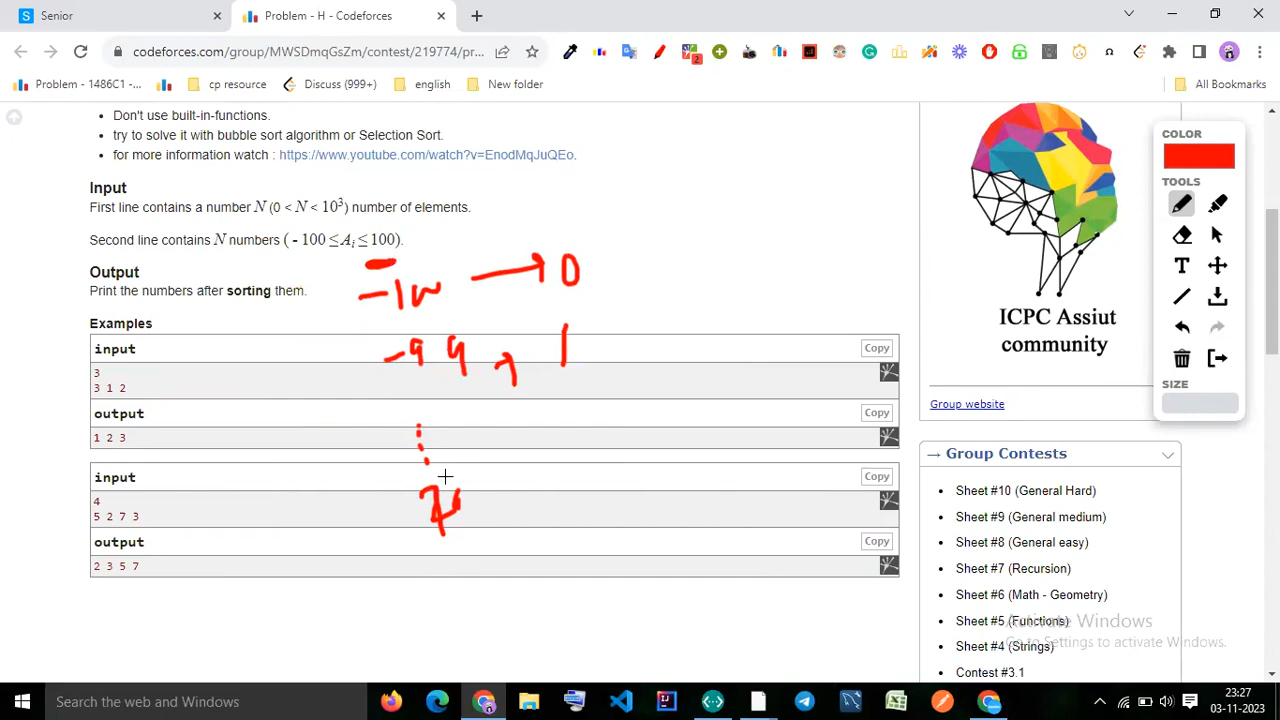 Senior
Problem - H - Codeforces
codeforces.com/group/MWSDmqGsZm/contest/219774/pr...
2
Problem - 1486C1 -...
cp resource
Discuss (999+)
english
New folder
All Bookmarks
Don't use built-in-functions.
try to solve it with bubble sort algorithm or Selection Sort.
for more information watch : https://www.youtube.com/watch?v=EnodMqJuQEo.
Input
First line contains a number N (0 < N < 10³) number of elements.
Second line contains N numbers ( - 100 ≤ Aᵢ ≤ 100).
Output
Print the numbers after sorting them.
-100 → 0
-99 → 1
Examples
input
Copy
3
3 1 2
output
Copy
1 2 3
input
Copy
4
5 2 7 3
output
Copy
2 3 5 7
ICPC Assiut
community
Group website
→ Group Contests
Sheet #10 (General Hard)
Sheet #9 (General medium)
Sheet #8 (General easy)
Sheet #7 (Recursion)
Sheet #6 (Math - Geometry)
Sheet #5 (Functions)
Sheet #4 (Strings)
Contest #3.1
COLOR
TOOLS
T
SIZE
Activate Windows
Go to Settings to activate Windows.
Search the web and Windows
23:27
03-11-2023